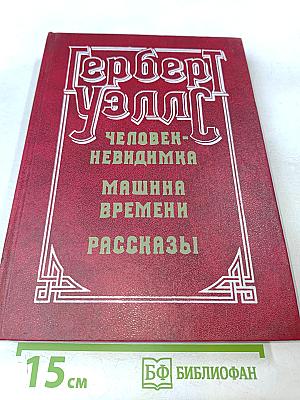 Герберт
Уэллс
ЧЕЛОВЕК-
НЕВИДИМКА
МАШИНА
ВРЕМЕНИ
РАССКАЗЫ
15 см
БФ БИБЛИОФАН